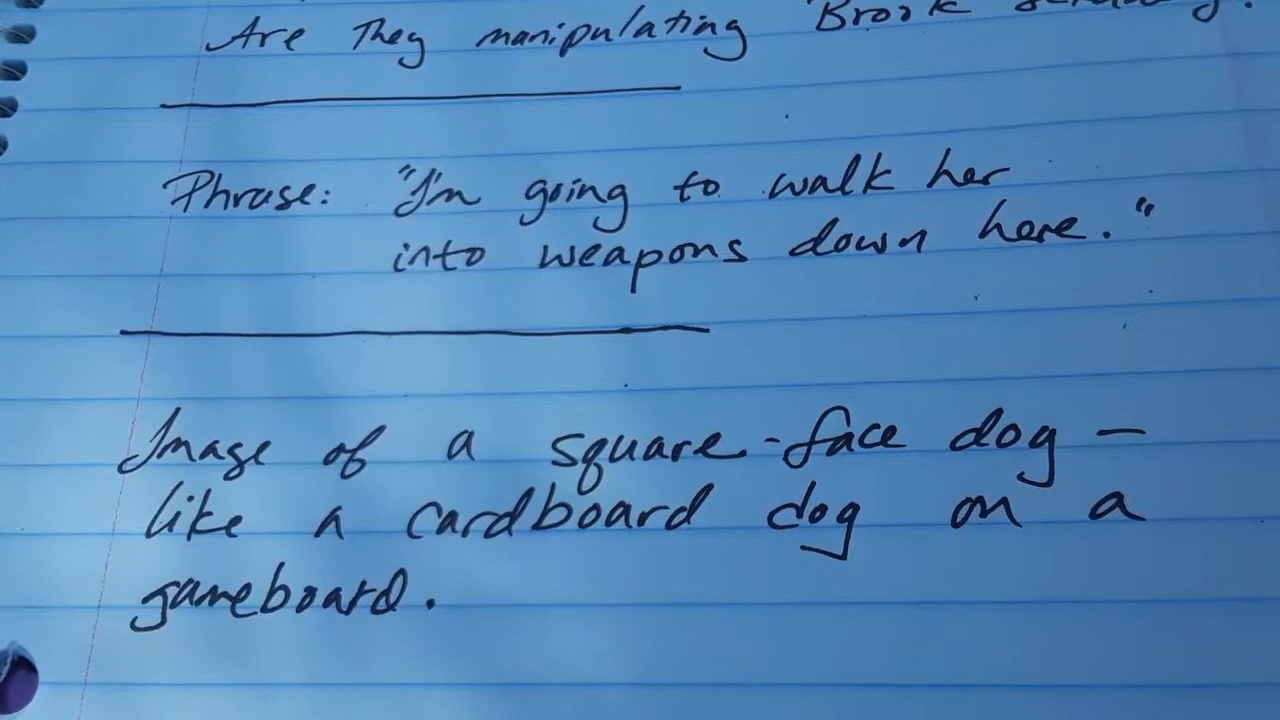 Are They manipulating Brook
Phrase: "I'm going to walk her
into weapons down here."
Image of a square-face dog —
like a cardboard dog on a
gameboard.